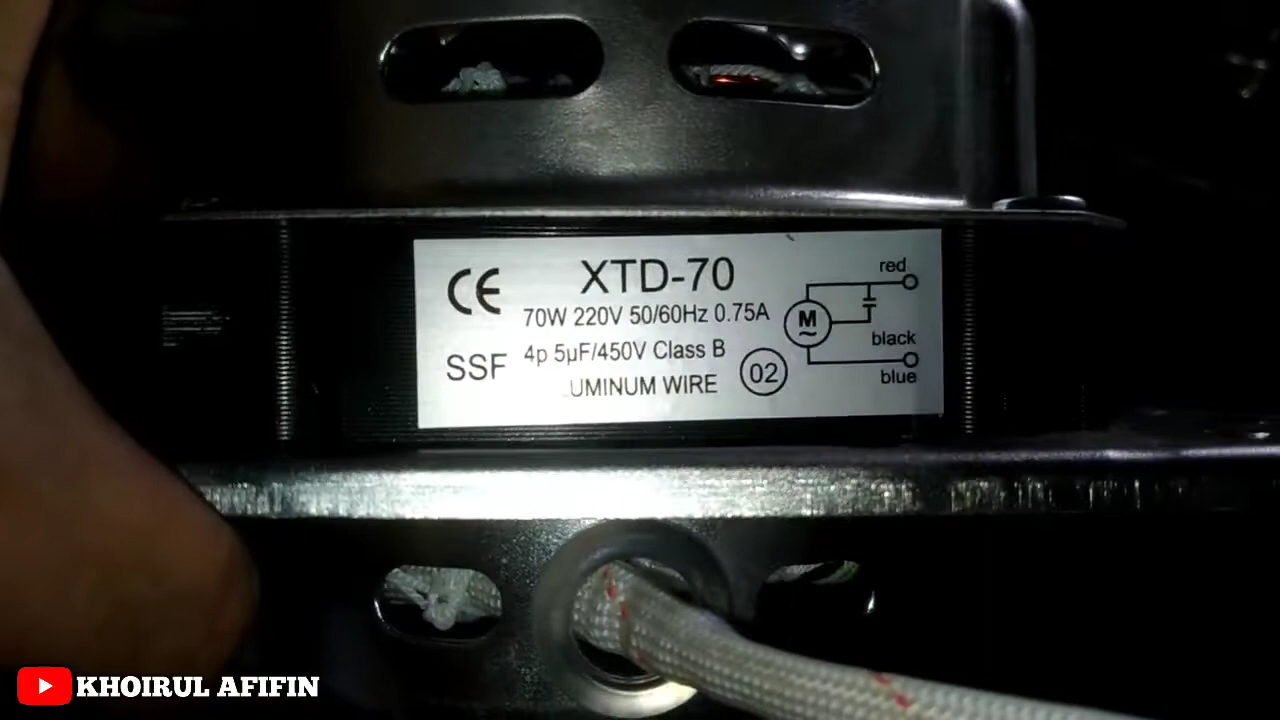 CE
XTD-70
70W 220V 50/60Hz 0.75A
SSF
4p 5µF/450V Class B
UMINUM WIRE
02
M
~
red
black
blue
KHOIRUL AFIFIN